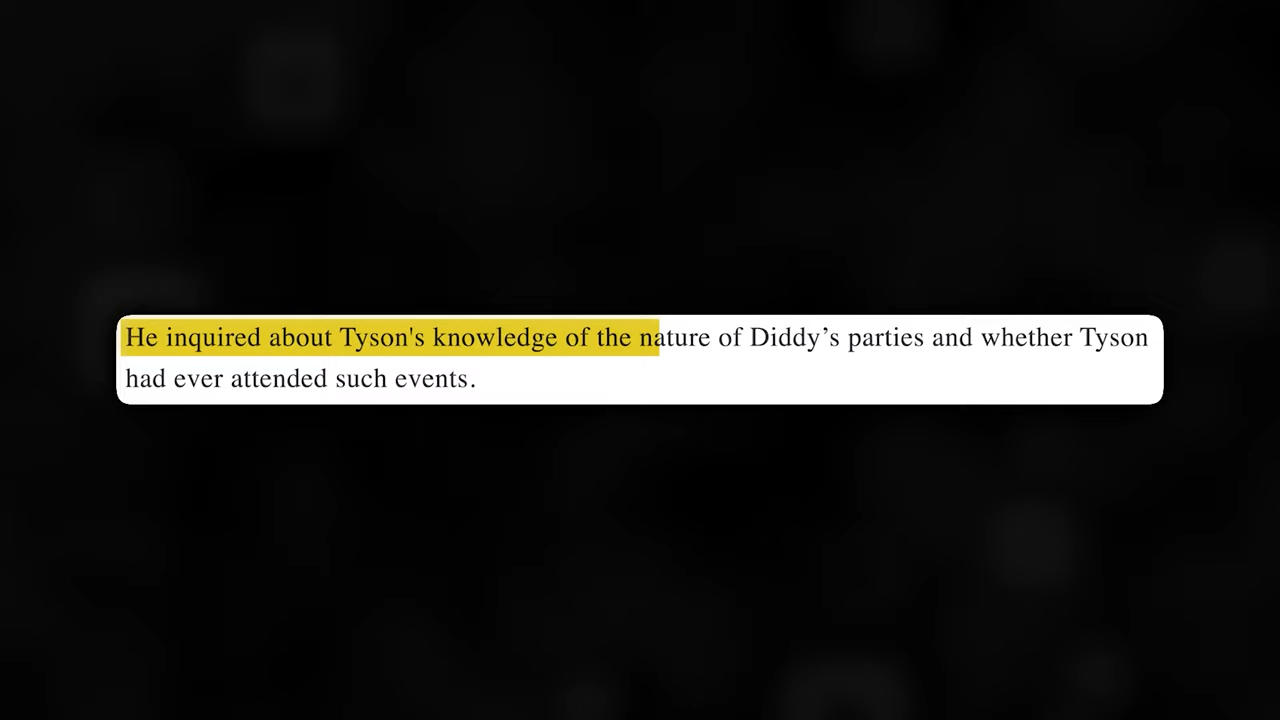 He inquired about Tyson's knowledge of the nature of Diddy’s parties and whether Tyson
had ever attended such events.